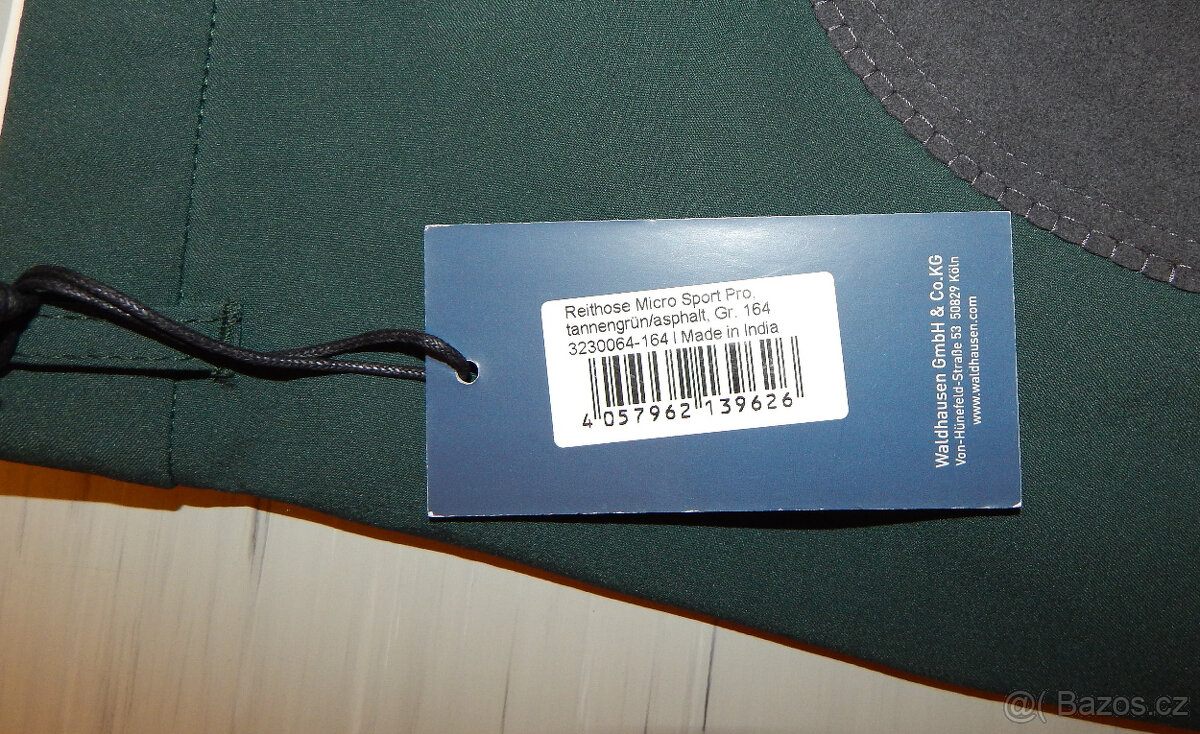 Reithose Micro Sport Pro,
tannengrün/asphalt, Gr. 164
3230064-164 | Made in India
4 057962 139626
Waldhausen GmbH & Co.KG
Von-Hünefeld-Straße 53 50829 Köln
www.waldhausen.com
@( Bazos.cz